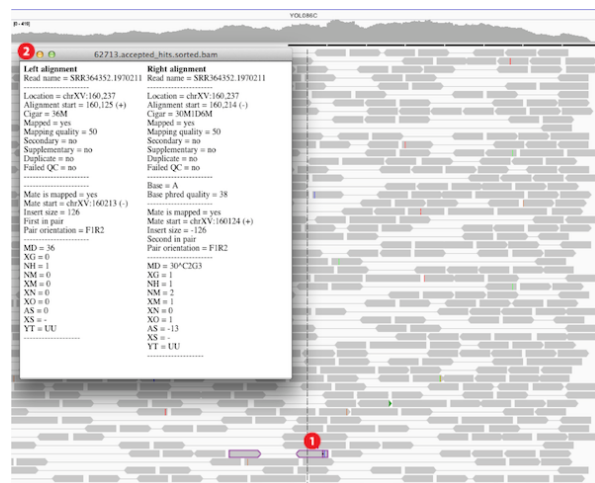 YOL086C
[0 - 410]
2
62713.accepted_hits.sorted.bam
Left alignment Right alignment
Read name = SRR364352.1970211 Read name = SRR364352.1970211
---------------------- ----------------------
Location = chrXV:160,237 Location = chrXV:160,237
Alignment start = 160,125 (+) Alignment start = 160,214 (-)
Cigar = 36M Cigar = 30M1D6M
Mapped = yes Mapped = yes
Mapping quality = 50 Mapping quality = 50
Secondary = no Secondary = no
Supplementary = no Supplementary = no
Duplicate = no Duplicate = no
Failed QC = no Failed QC = no
---------------------- ----------------------
Base = A
Base phred quality = 38
---------------------- ----------------------
Mate is mapped = yes Mate is mapped = yes
Mate start = chrXV:160213 (-) Mate start = chrXV:160124 (+)
Insert size = 126 Insert size = -126
First in pair Second in pair
Pair orientation = F1R2 Pair orientation = F1R2
---------------------- ----------------------
MD = 36 MD = 30^C2G3
XG = 0 XG = 1
NH = 1 NH = 1
NM = 0 NM = 2
XM = 0 XM = 1
XN = 0 XN = 0
XO = 0 XO = 1
AS = 0 AS = -13
XS = - XS = -
YT = UU YT = UU
---------------------- ----------------------
1